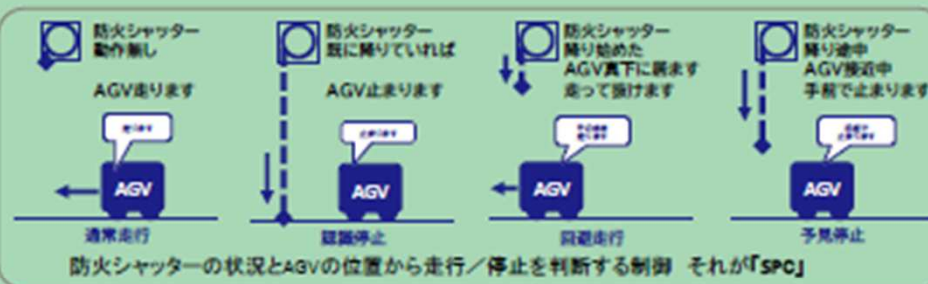 防火シャッター
動作無し
AGV走ります
AGV
通常走行
防火シャッター
既に降りていれば
AGV止まります
AGV
認識停止
防火シャッター
降り始めた
AGV真下に居ます
走って抜けます
AGV
回避走行
防火シャッター
降り途中
AGV接近中
手前で止まります
AGV
予見停止
防火シャッターの状況とAGVの位置から走行／停止を判断する制御 それが｢SPC｣